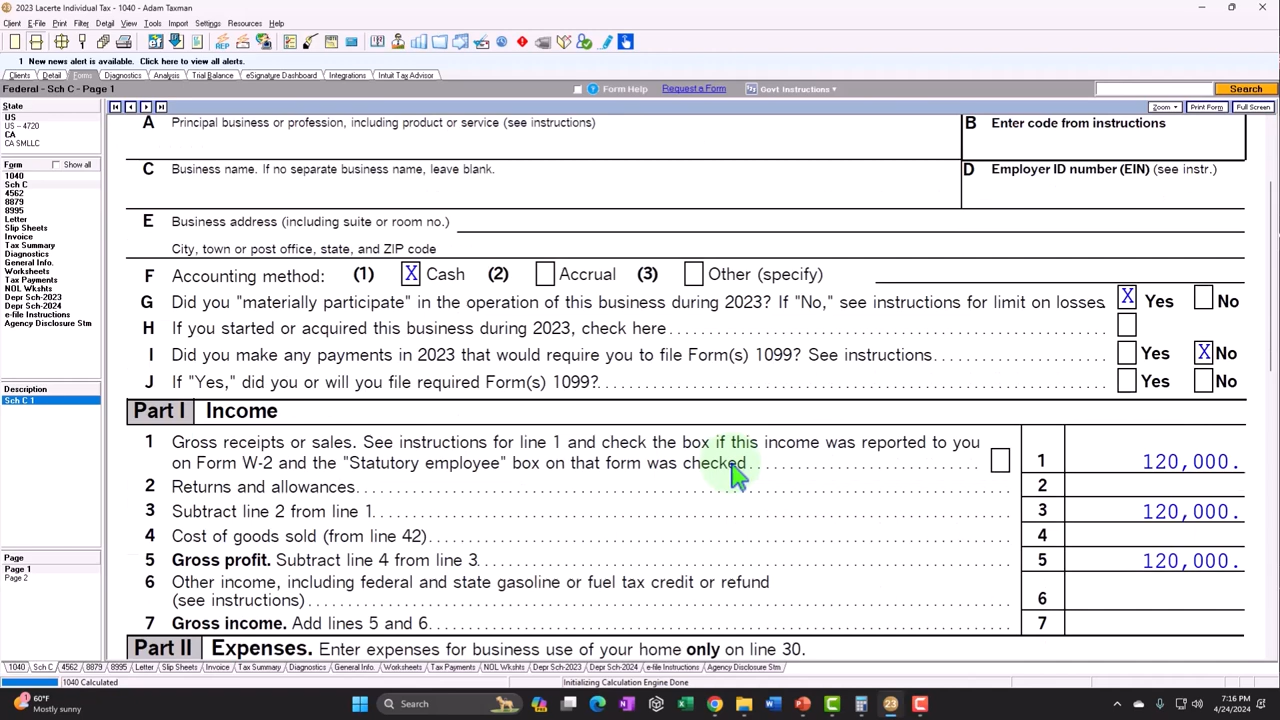 2023 Lacerte Individual Tax - 1040 - Adam Taxman
Client E-File Print Filter Detail View Tools Import Settings Resources Help
REP
1 New news alert is available. Click here to view all alerts.
Clients Detail Forms Diagnostics Analysis Trial Balance eSignature Dashboard Integrations Intuit Tax Advisor
Federal - Sch C - Page 1 Form Help Request a Form Govt Instructions Search
Zoom Print Form Full Screen
State
US
US - 4720
CA
CA SMLLC
Form Show all
1040
Sch C
4562
8879
8995
Letter
Slip Sheets
Invoice
Tax Summary
Diagnostics
General Info.
Worksheets
Tax Payments
NOL Wkshts
Depr Sch-2023
Depr Sch-2024
e-file Instructions
Agency Disclosure Stm
Description
Sch C 1
Page
Page 1
Page 2
A Principal business or profession, including product or service (see instructions) B Enter code from instructions
C Business name. If no separate business name, leave blank. D Employer ID number (EIN) (see instr.)
E Business address (including suite or room no.)
City, town or post office, state, and ZIP code
F Accounting method: (1) X Cash (2) Accrual (3) Other (specify)
G Did you "materially participate" in the operation of this business during 2023? If "No," see instructions for limit on losses. X Yes No
H If you started or acquired this business during 2023, check here
I Did you make any payments in 2023 that would require you to file Form(s) 1099? See instructions Yes X No
J If "Yes," did you or will you file required Form(s) 1099? Yes No
Part I Income
1 Gross receipts or sales. See instructions for line 1 and check the box if this income was reported to you
on Form W-2 and the "Statutory employee" box on that form was checked 1 120,000.
2 Returns and allowances 2
3 Subtract line 2 from line 1 3 120,000.
4 Cost of goods sold (from line 42) 4
5 Gross profit. Subtract line 4 from line 3 5 120,000.
6 Other income, including federal and state gasoline or fuel tax credit or refund
(see instructions) 6
7 Gross income. Add lines 5 and 6 7
Part II Expenses. Enter expenses for business use of your home only on line 30.
1040 Sch C 4562 8879 8995 Letter Slip Sheets Invoice Tax Summary Diagnostics General Info. Worksheets Tax Payments NOL Wkshts Depr Sch-2023 Depr Sch-2024 e-file Instructions Agency Disclosure Stm
1040 Calculated Initializing Calculation Engine Done
60°F
Mostly sunny
Search
23
7:16 PM
4/24/2024